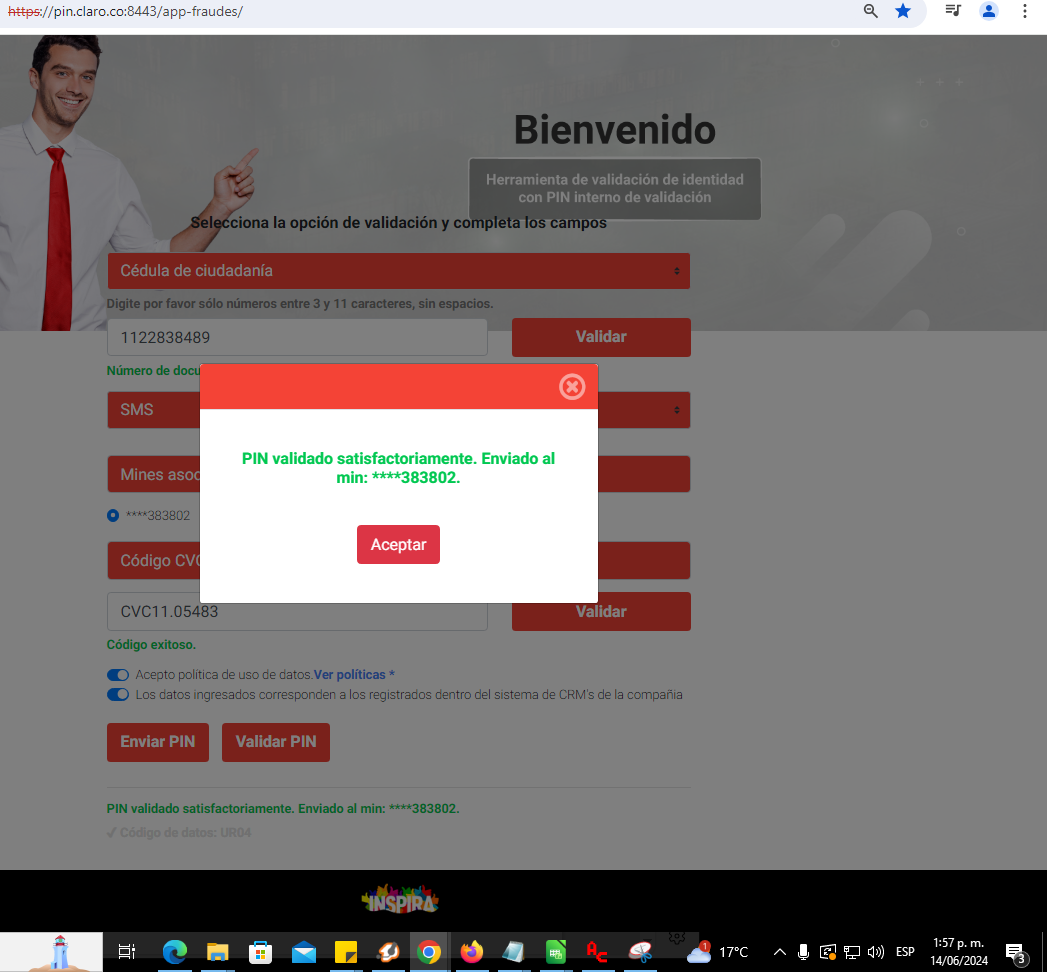 https://pin.claro.co:8443/app-fraudes/
Bienvenido
Herramienta de validación de identidad
con PIN interno de validación
Selecciona la opción de validación y completa los campos
Cédula de ciudadanía
Digite por favor sólo números entre 3 y 11 caracteres, sin espacios.
1122838489
Validar
Número de docu
SMS
PIN validado satisfactoriamente. Enviado al
min: ****383802.
Mines asoc
****383802
Aceptar
Código CVC
CVC11.05483
Validar
Código exitoso.
Acepto política de uso de datos.Ver políticas *
Los datos ingresados corresponden a los registrados dentro del sistema de CRM's de la compañia
Enviar PIN
Validar PIN
PIN validado satisfactoriamente. Enviado al min: ****383802.
✓ Código de datos: UR04
INSPIRA
1
17°C
ESP
1:57 p. m.
14/06/2024
3